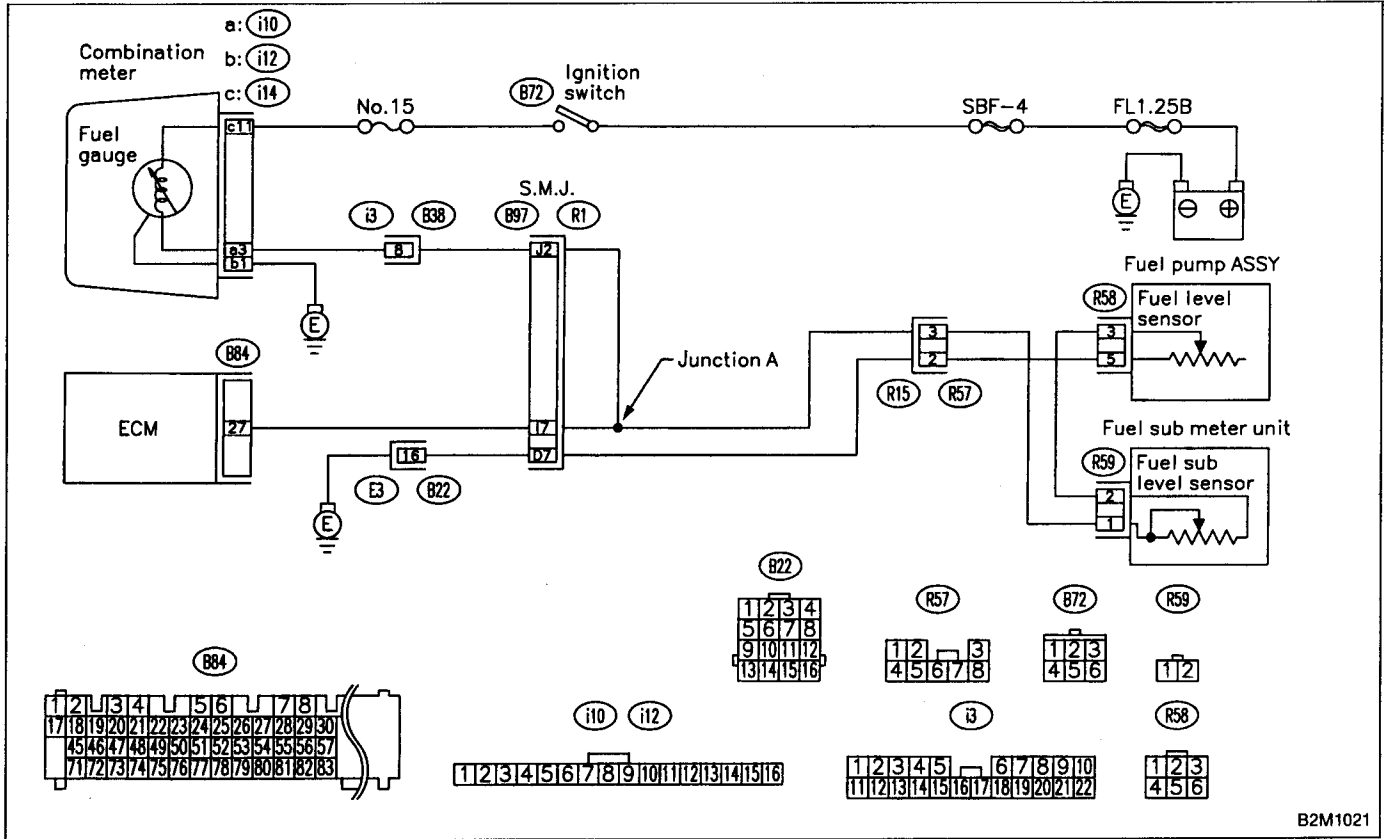 a: i10
Combination
meter
b: i12
c: i14
Fuel
gauge
c11
No.15
B72
Ignition
switch
SBF-4
FL1.25B
E
⊖ ⊕
S.M.J.
i3 B38 B97 R1
a3
b1
8
J2
E
Fuel pump ASSY
R58
Fuel level
sensor
3
5
3
2
Junction A
R15 R57
B84
ECM
27
I7
D7
16
E3 B22
E
Fuel sub meter unit
R59
Fuel sub
level sensor
2
1
B22
1 2 3 4
5 6 7 8
9 10 11 12
13 14 15 16
R57
1 2 3
4 5 6 7 8
B72
1 2 3
4 5 6
R59
1 2
B84
1 2 3 4 5 6 7 8
17 18 19 20 21 22 23 24 25 26 27 28 29 30
45 46 47 48 49 50 51 52 53 54 55 56 57
71 72 73 74 75 76 77 78 79 80 81 82 83
i10 i12
1 2 3 4 5 6 7 8 9 10 11 12 13 14 15 16
i3
1 2 3 4 5 6 7 8 9 10
11 12 13 14 15 16 17 18 19 20 21 22
R58
1 2 3
4 5 6
B2M1021